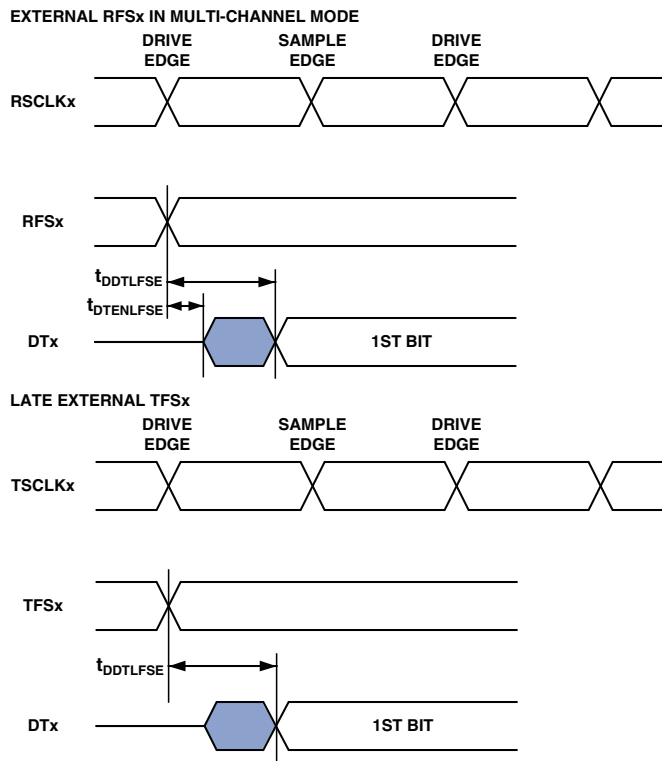 EXTERNAL RFSx IN MULTI-CHANNEL MODE
DRIVE EDGE
SAMPLE EDGE
DRIVE EDGE
RSCLKx
RFSx
tDDTLFSE
tDTENLFSE
DTx
1ST BIT
LATE EXTERNAL TFSx
DRIVE EDGE
SAMPLE EDGE
DRIVE EDGE
TSCLKx
TFSx
tDDTLFSE
DTx
1ST BIT